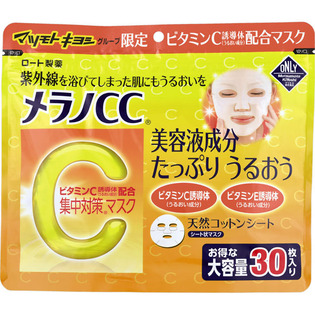 マツモトキヨシ グループ 限定 ビタミンC誘導体(うるおい成分)配合マスク
ロート製薬
紫外線を浴びてしまった肌にもうるおいを
メラノCC®
ONLY
美容液成分
たっぷりうるおう
ビタミンC誘導体(うるおい成分)
ビタミンE誘導体(うるおい成分)
C
ビタミンC誘導体配合
集中対策 マスク
天然コットンシート
シート状マスク
お得な
大容量30枚入り